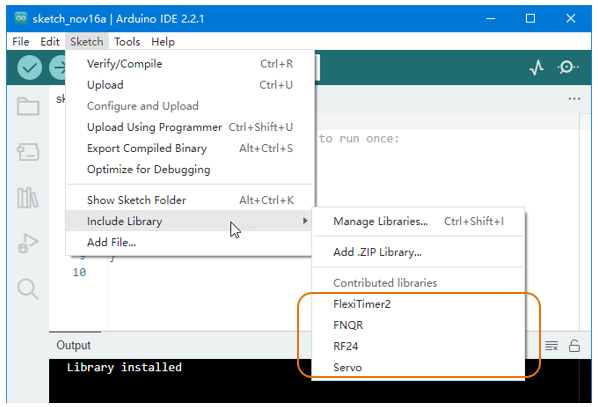 sketch_nov16a | Arduino IDE 2.2.1
File Edit Sketch Tools Help
Verify/Compile Ctrl+R
Upload Ctrl+U
Configure and Upload
Upload Using Programmer Ctrl+Shift+U
Export Compiled Binary Alt+Ctrl+S
Optimize for Debugging
Show Sketch Folder Alt+Ctrl+K
Include Library
Add File...
sk
to run once:
Manage Libraries... Ctrl+Shift+I
Add .ZIP Library...
Contributed libraries
FlexiTimer2
FNQR
RF24
Servo
9 }
10
Output
Library installed